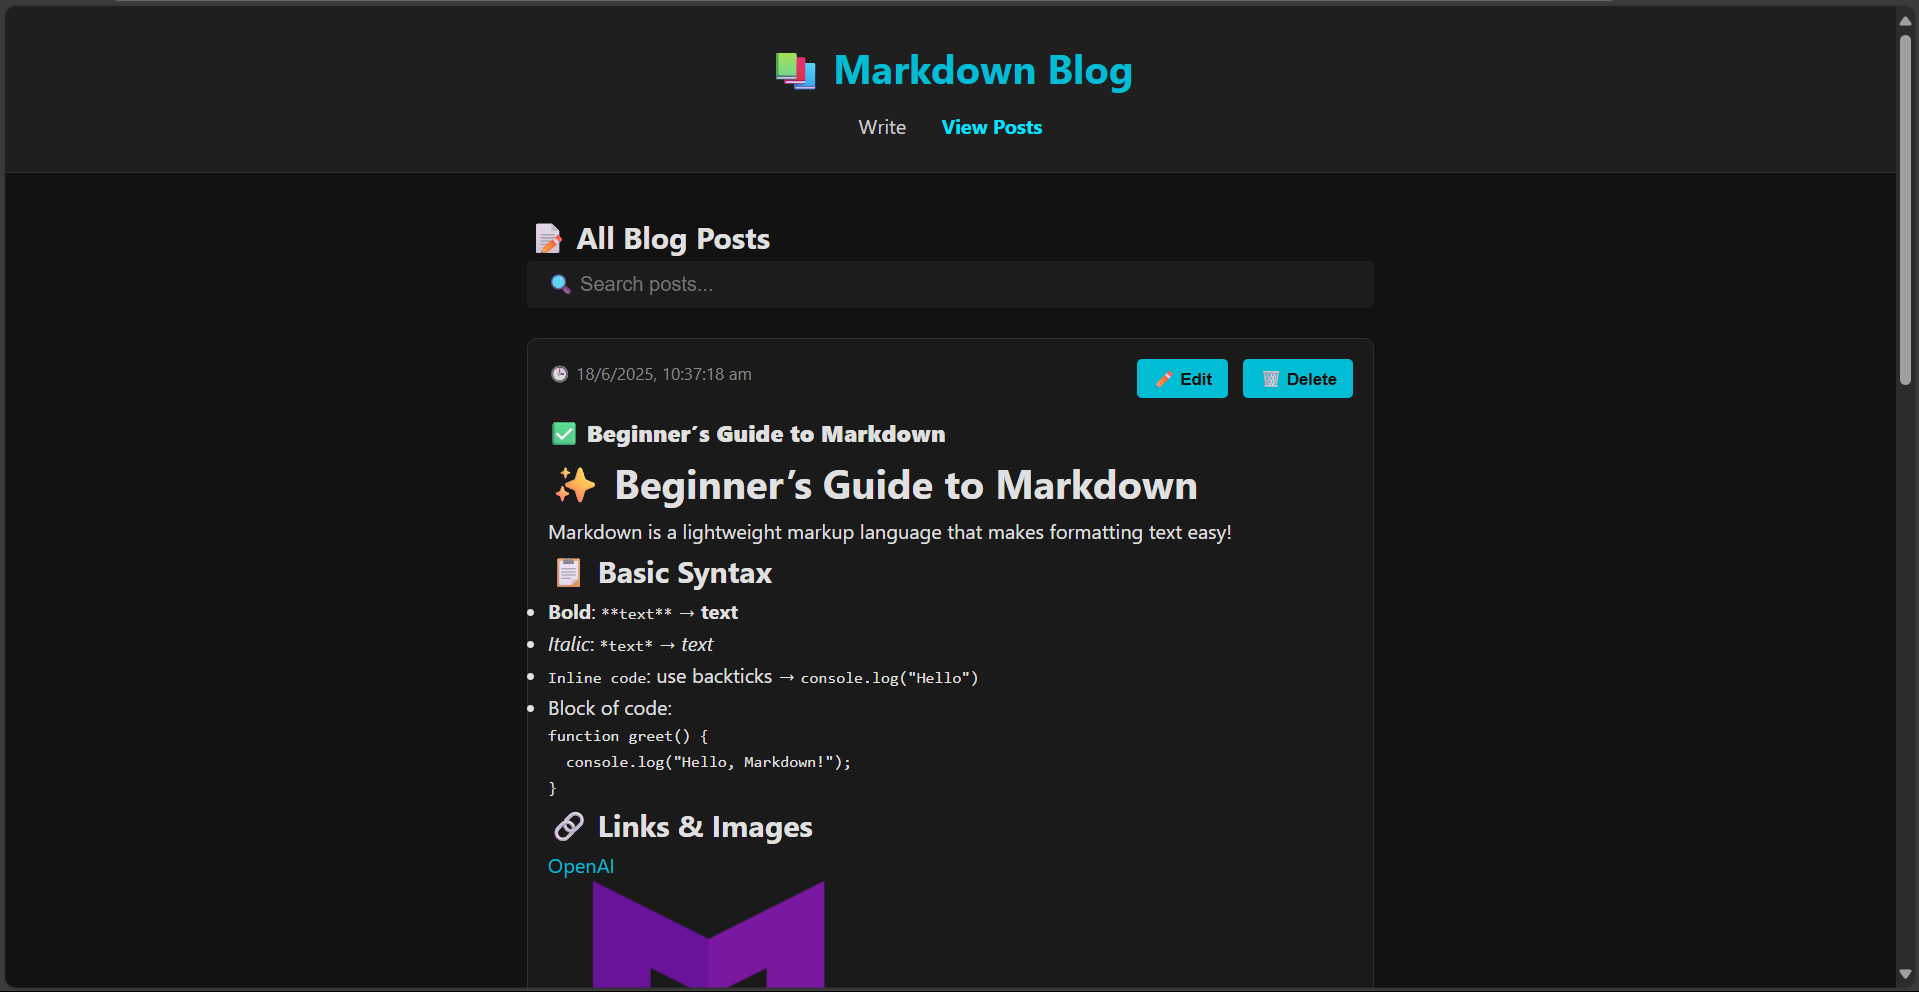 📚 Markdown Blog
Write View Posts
📝 All Blog Posts
🔍 Search posts...
🕒 18/6/2025, 10:37:18 am
✏️ Edit 🗑️ Delete
✅ Beginner´s Guide to Markdown
✨ Beginner’s Guide to Markdown
Markdown is a lightweight markup language that makes formatting text easy!
📋 Basic Syntax
• Bold: **text** → text
• Italic: *text* → text
• Inline code: use backticks → console.log("Hello")
• Block of code:
function greet() {
  console.log("Hello, Markdown!");
}
🔗 Links & Images
OpenAI